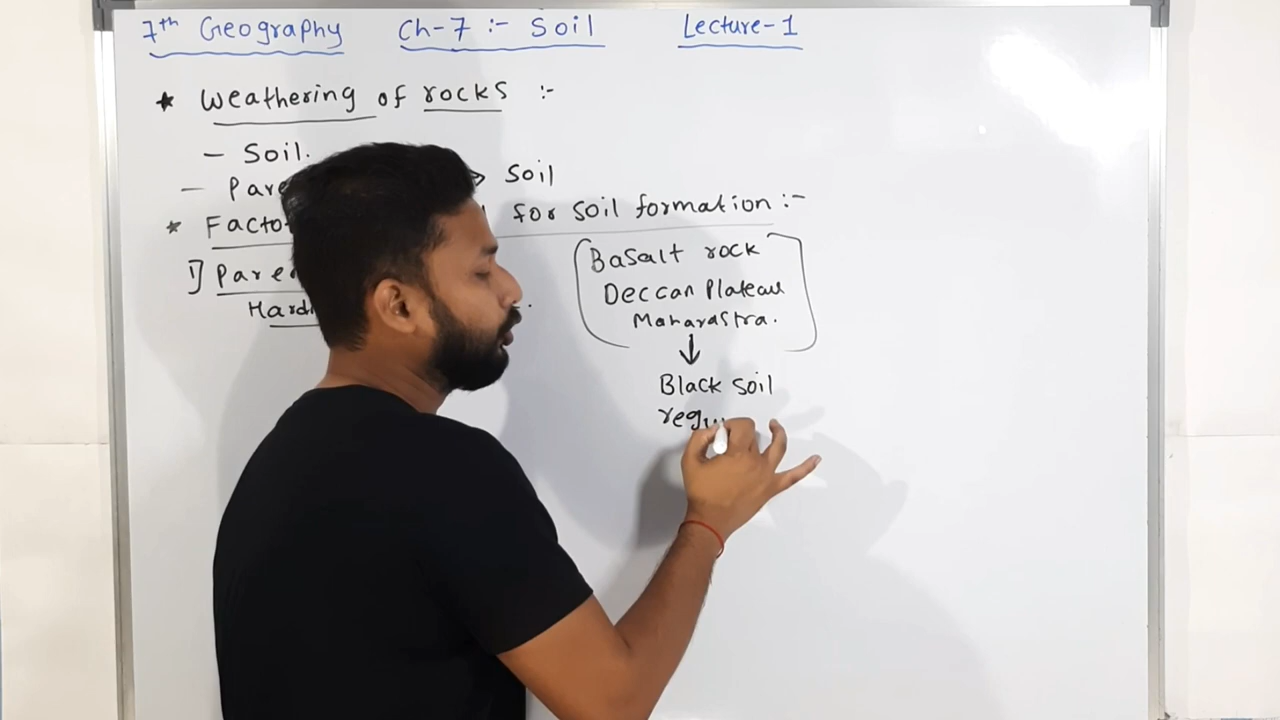 7th Geography Ch-7 :- Soil Lecture-1
* Weathering of rocks :-
- Soil.
- Pare > Soil
* Facto for soil formation :-
1] Pare
Hard
Basalt rock
Deccan Plateau
Maharastra.
↓
Black soil
regu